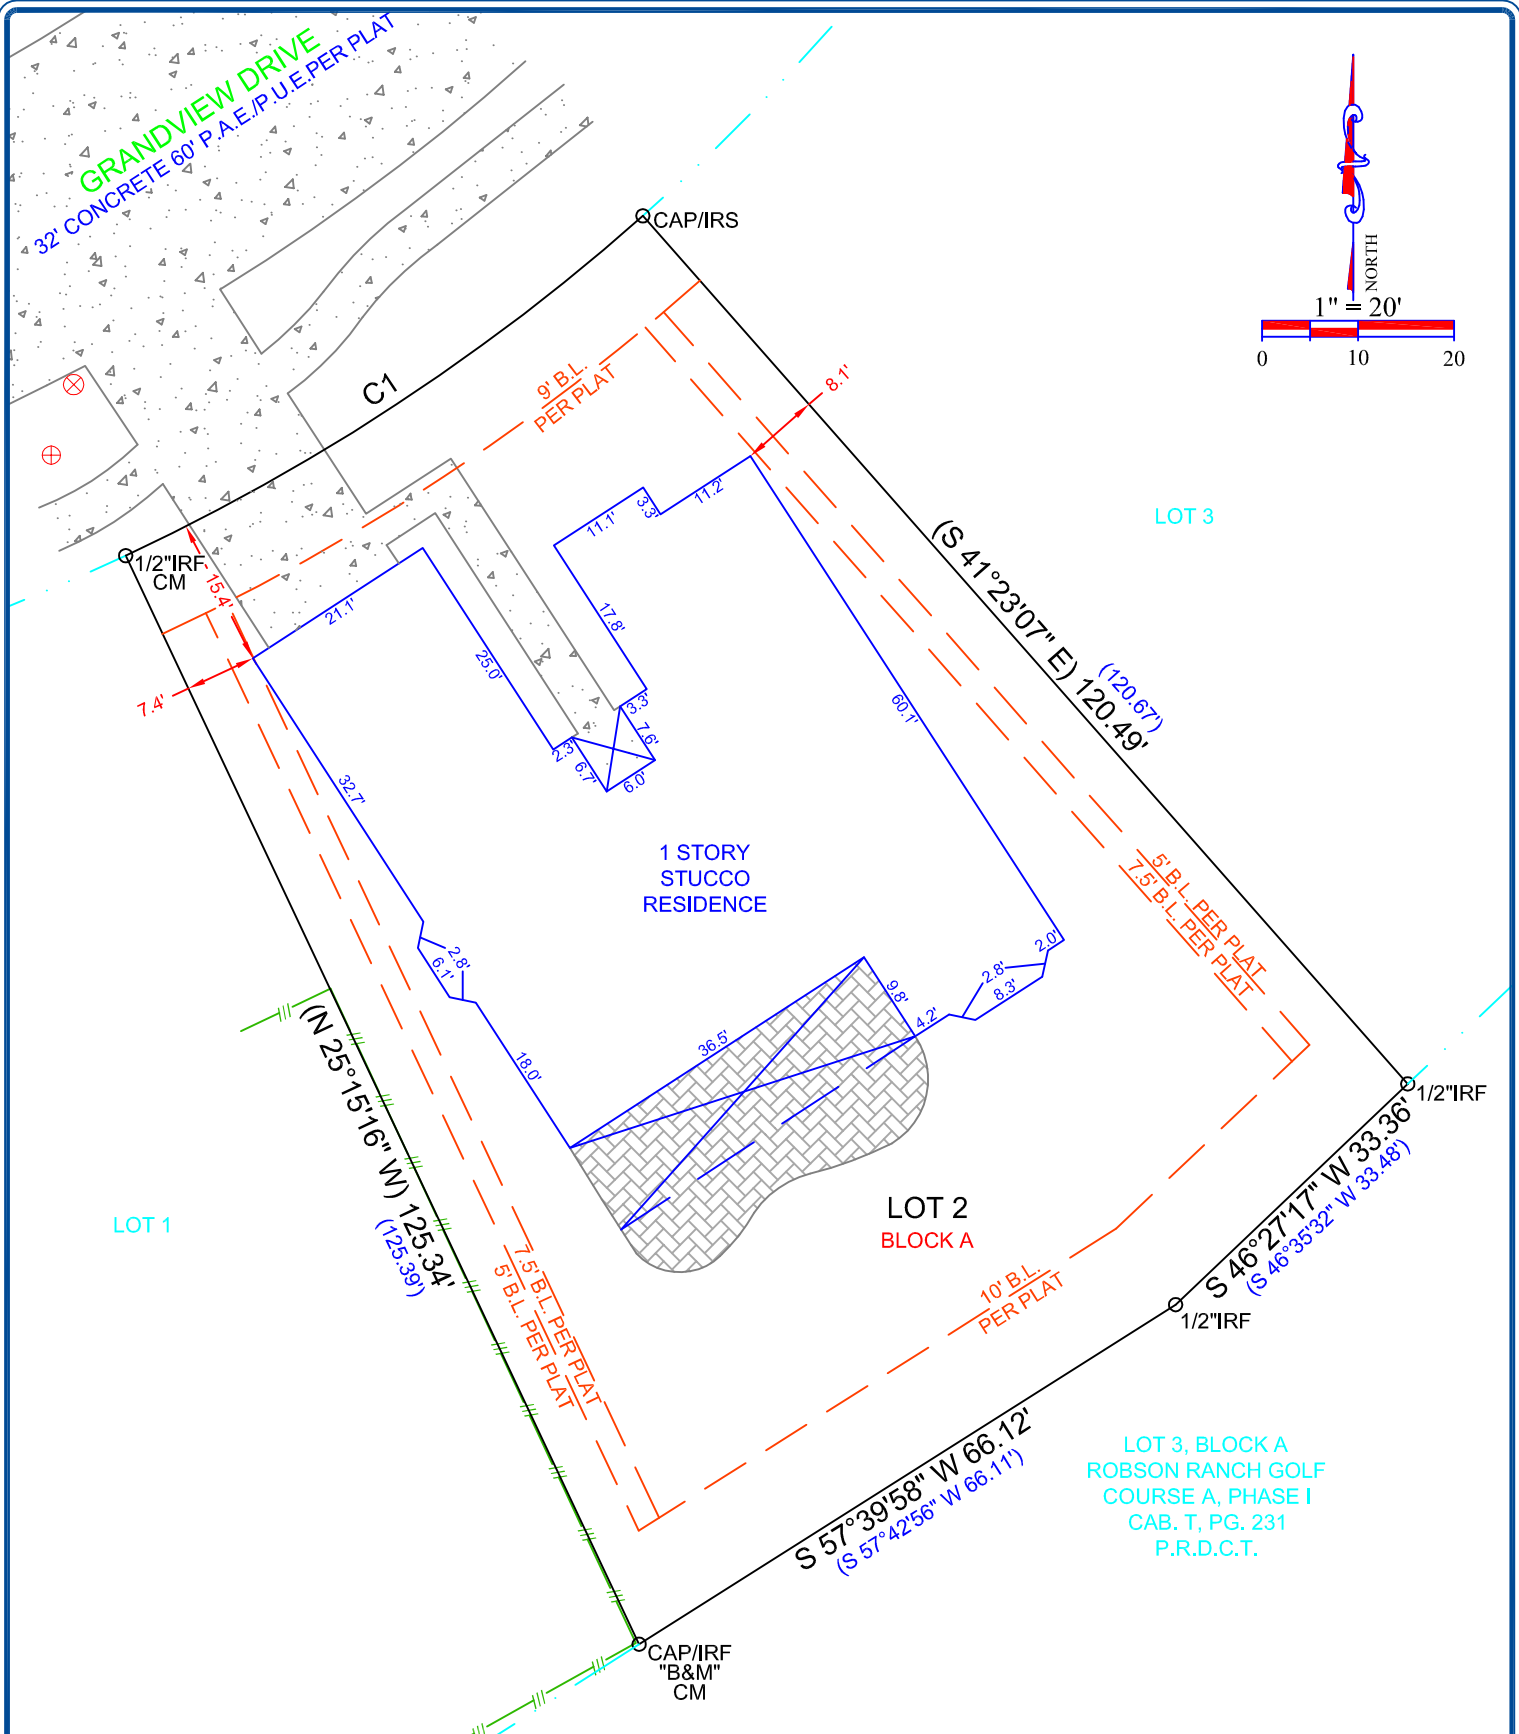 GRANDVIEW DRIVE
32' CONCRETE 60' P.A.E./P.U.E.PER PLAT
CAP/IRS
NORTH
1" = 20'
0 10 20
C1
9' B.L.
PER PLAT
8.1'
11.2'
3.3'
11.1'
LOT 3
1/2"IRF
CM
15.4'
21.1'
17.8'
25.0'
(S 41°23'07" E) 120.49'
(120.67')
7.4'
3.3'
7.6'
2.3'
6.7'
6.0'
60.1'
32.7'
1 STORY
STUCCO
RESIDENCE
5' B.L. PER PLAT
7.5' B.L. PER PLAT
2.8'
6.1'
2.0'
2.8'
8.3'
9.8'
4.2'
36.5'
18.0'
(N 25°15'16" W) 125.34'
(125.39')
1/2"IRF
LOT 1
LOT 2
BLOCK A
S 46°27'17" W 33.36'
(S 46°35'32" W 33.48')
7.5' B.L. PER PLAT
5' B.L. PER PLAT
10' B.L.
PER PLAT
1/2"IRF
S 57°39'58" W 66.12'
(S 57°42'56" W 66.11')
LOT 3, BLOCK A
ROBSON RANCH GOLF
COURSE A, PHASE I
CAB. T, PG. 231
P.R.D.C.T.
CAP/IRF
"B&M"
CM